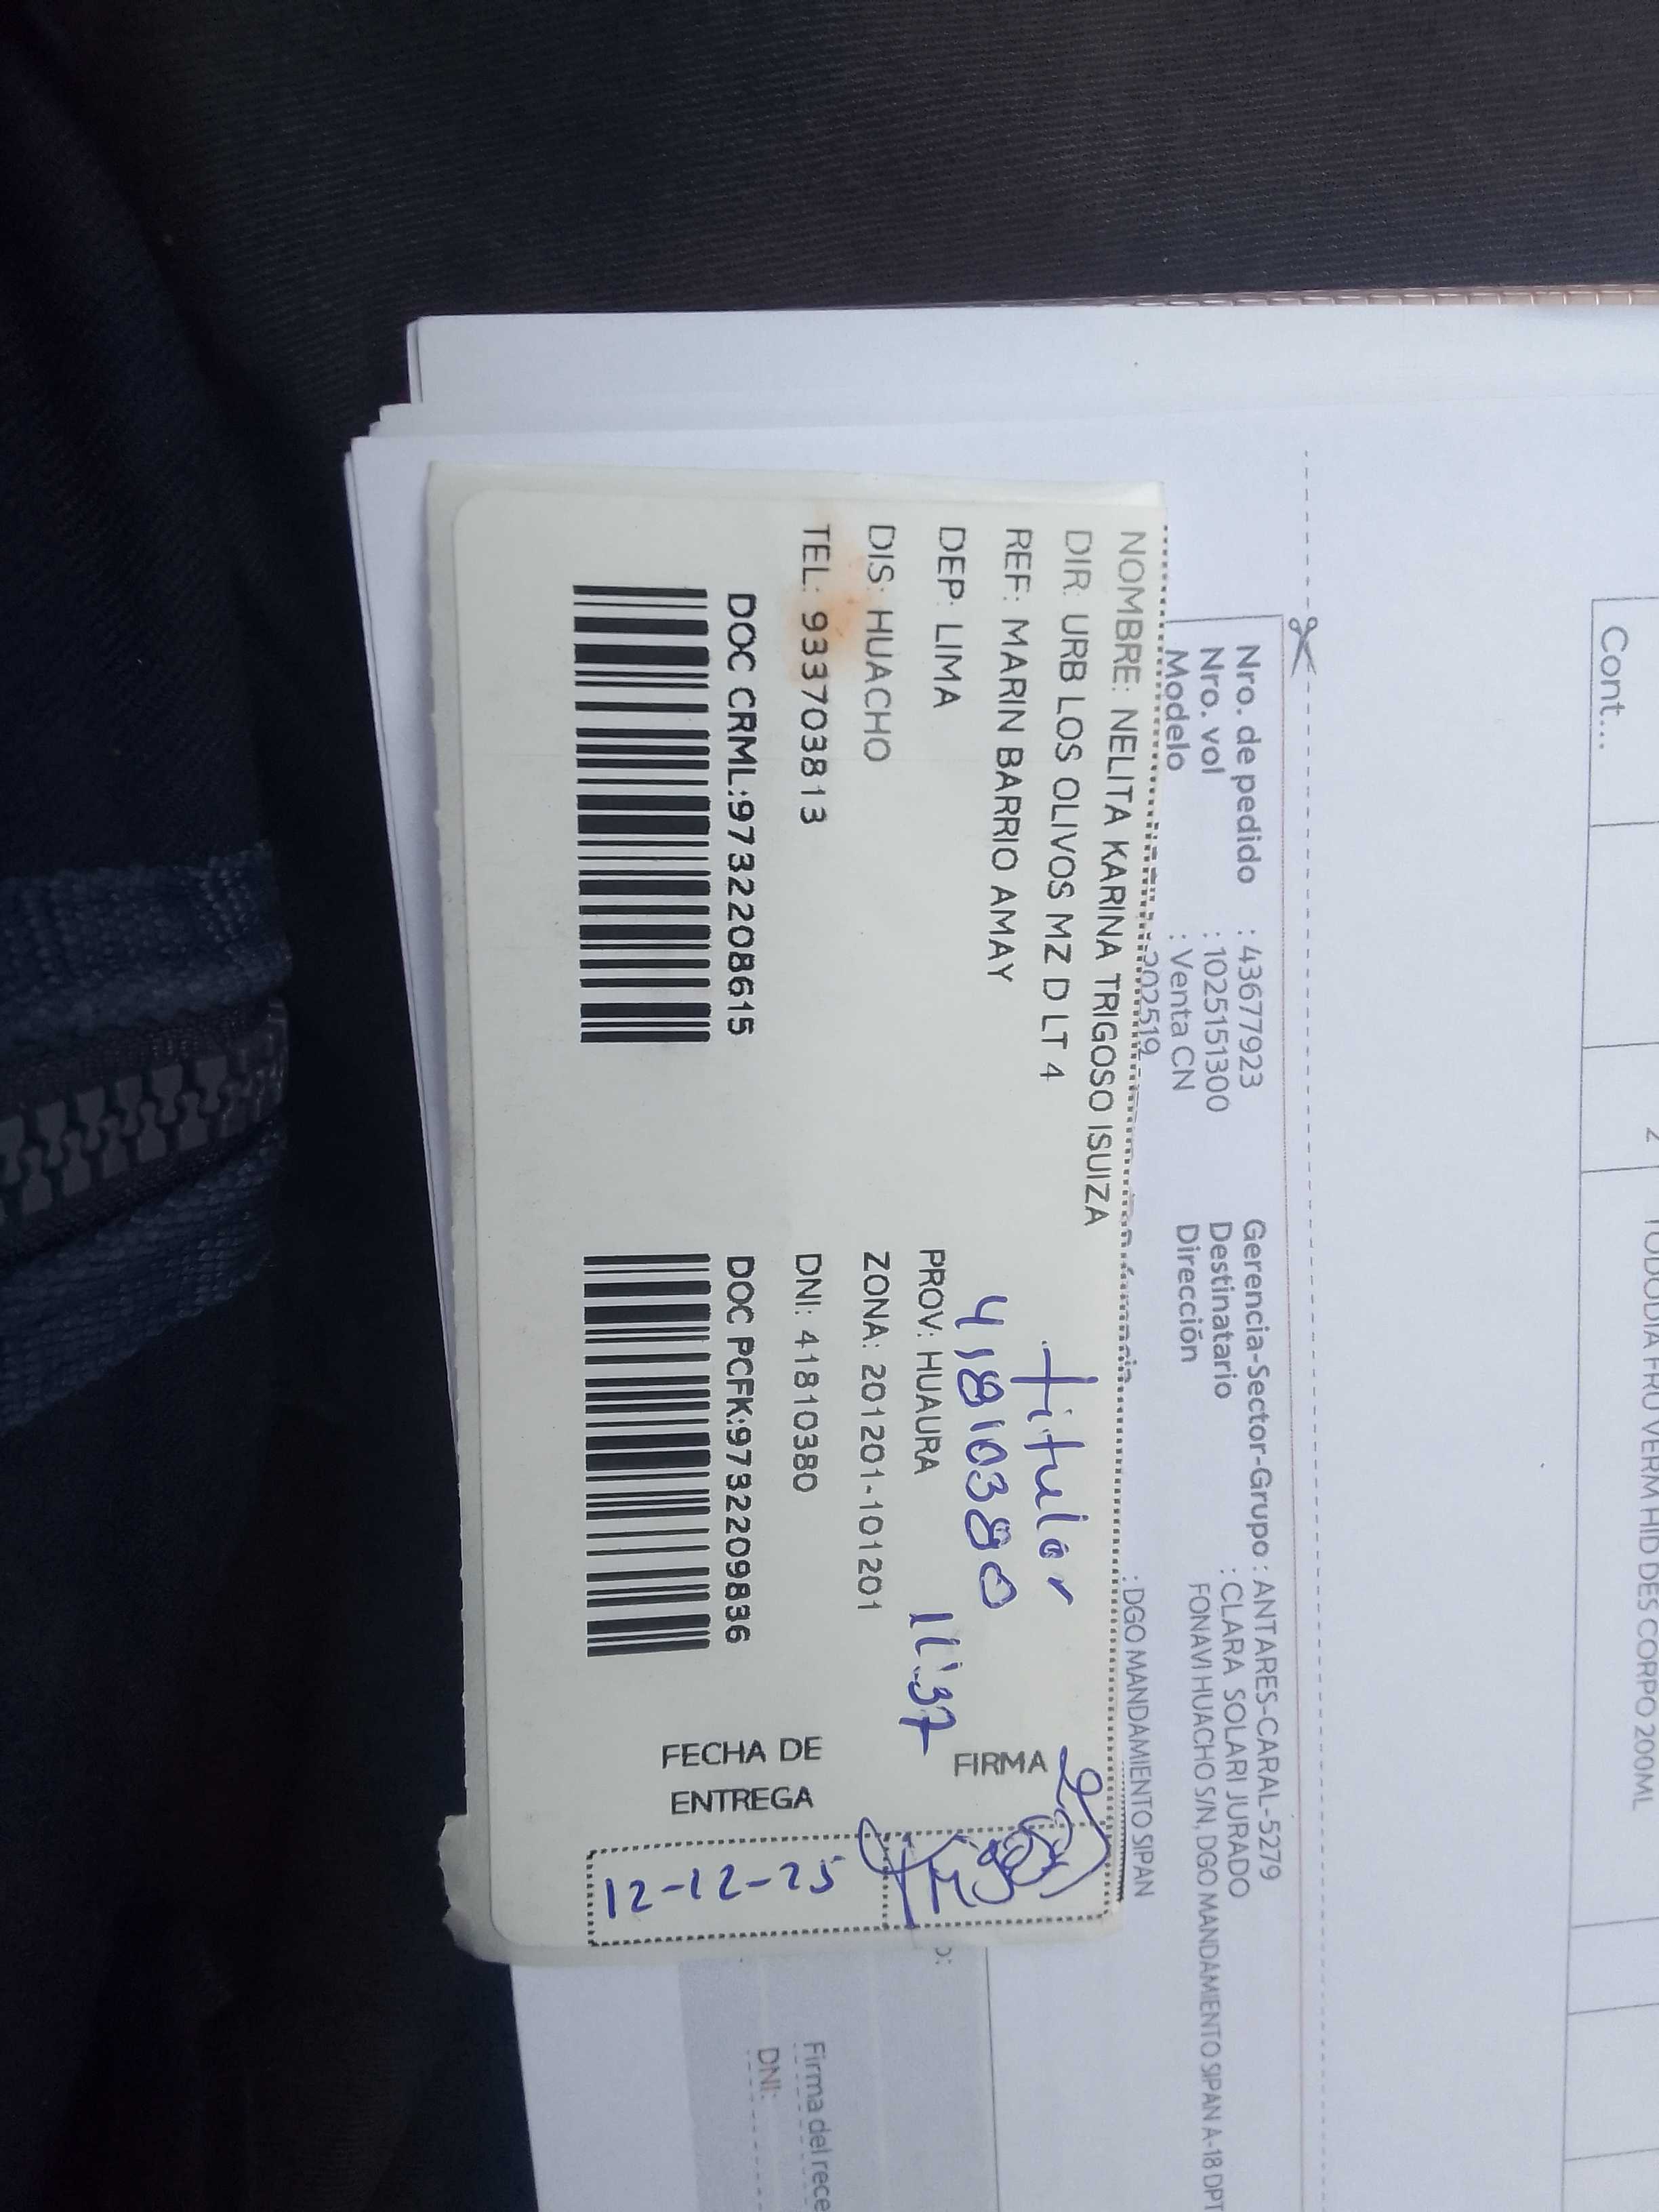 Cont...
2
TODODIA FRU VERM HID DES CORPO 200ML
Nro. de pedido : 43677923
Nro. vol : 1025151300
Modelo : Venta CN
202519
Gerencia-Sector-Grupo : ANTARES-CARAL-5279
Destinatario : CLARA SOLARI JURADO
Dirección FONAVI HUACHO S/N, DGO MANDAMIENTO SIPAN A-18 DPT
: DGO MANDAMIENTO SIPAN
NOMBRE: NELITA KARINA TRIGOSO ISUIZA
DIR: URB LOS OLIVOS MZ D LT 4
titular
REF: MARIN BARRIO AMAY
41810380
DEP: LIMA PROV: HUAURA
11:37
FIRMA
DIS: HUACHO ZONA: 201201-101201
TEL: 933703813 DNI: 41810380
DOC CRML:9732208615 DOC PCFK:9732209836
FECHA DE
ENTREGA
12-12-25
Firma del rece
DNI: